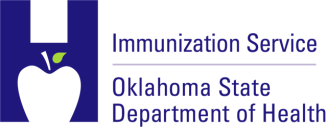 Immunization Service
Oklahoma State
Department of Health